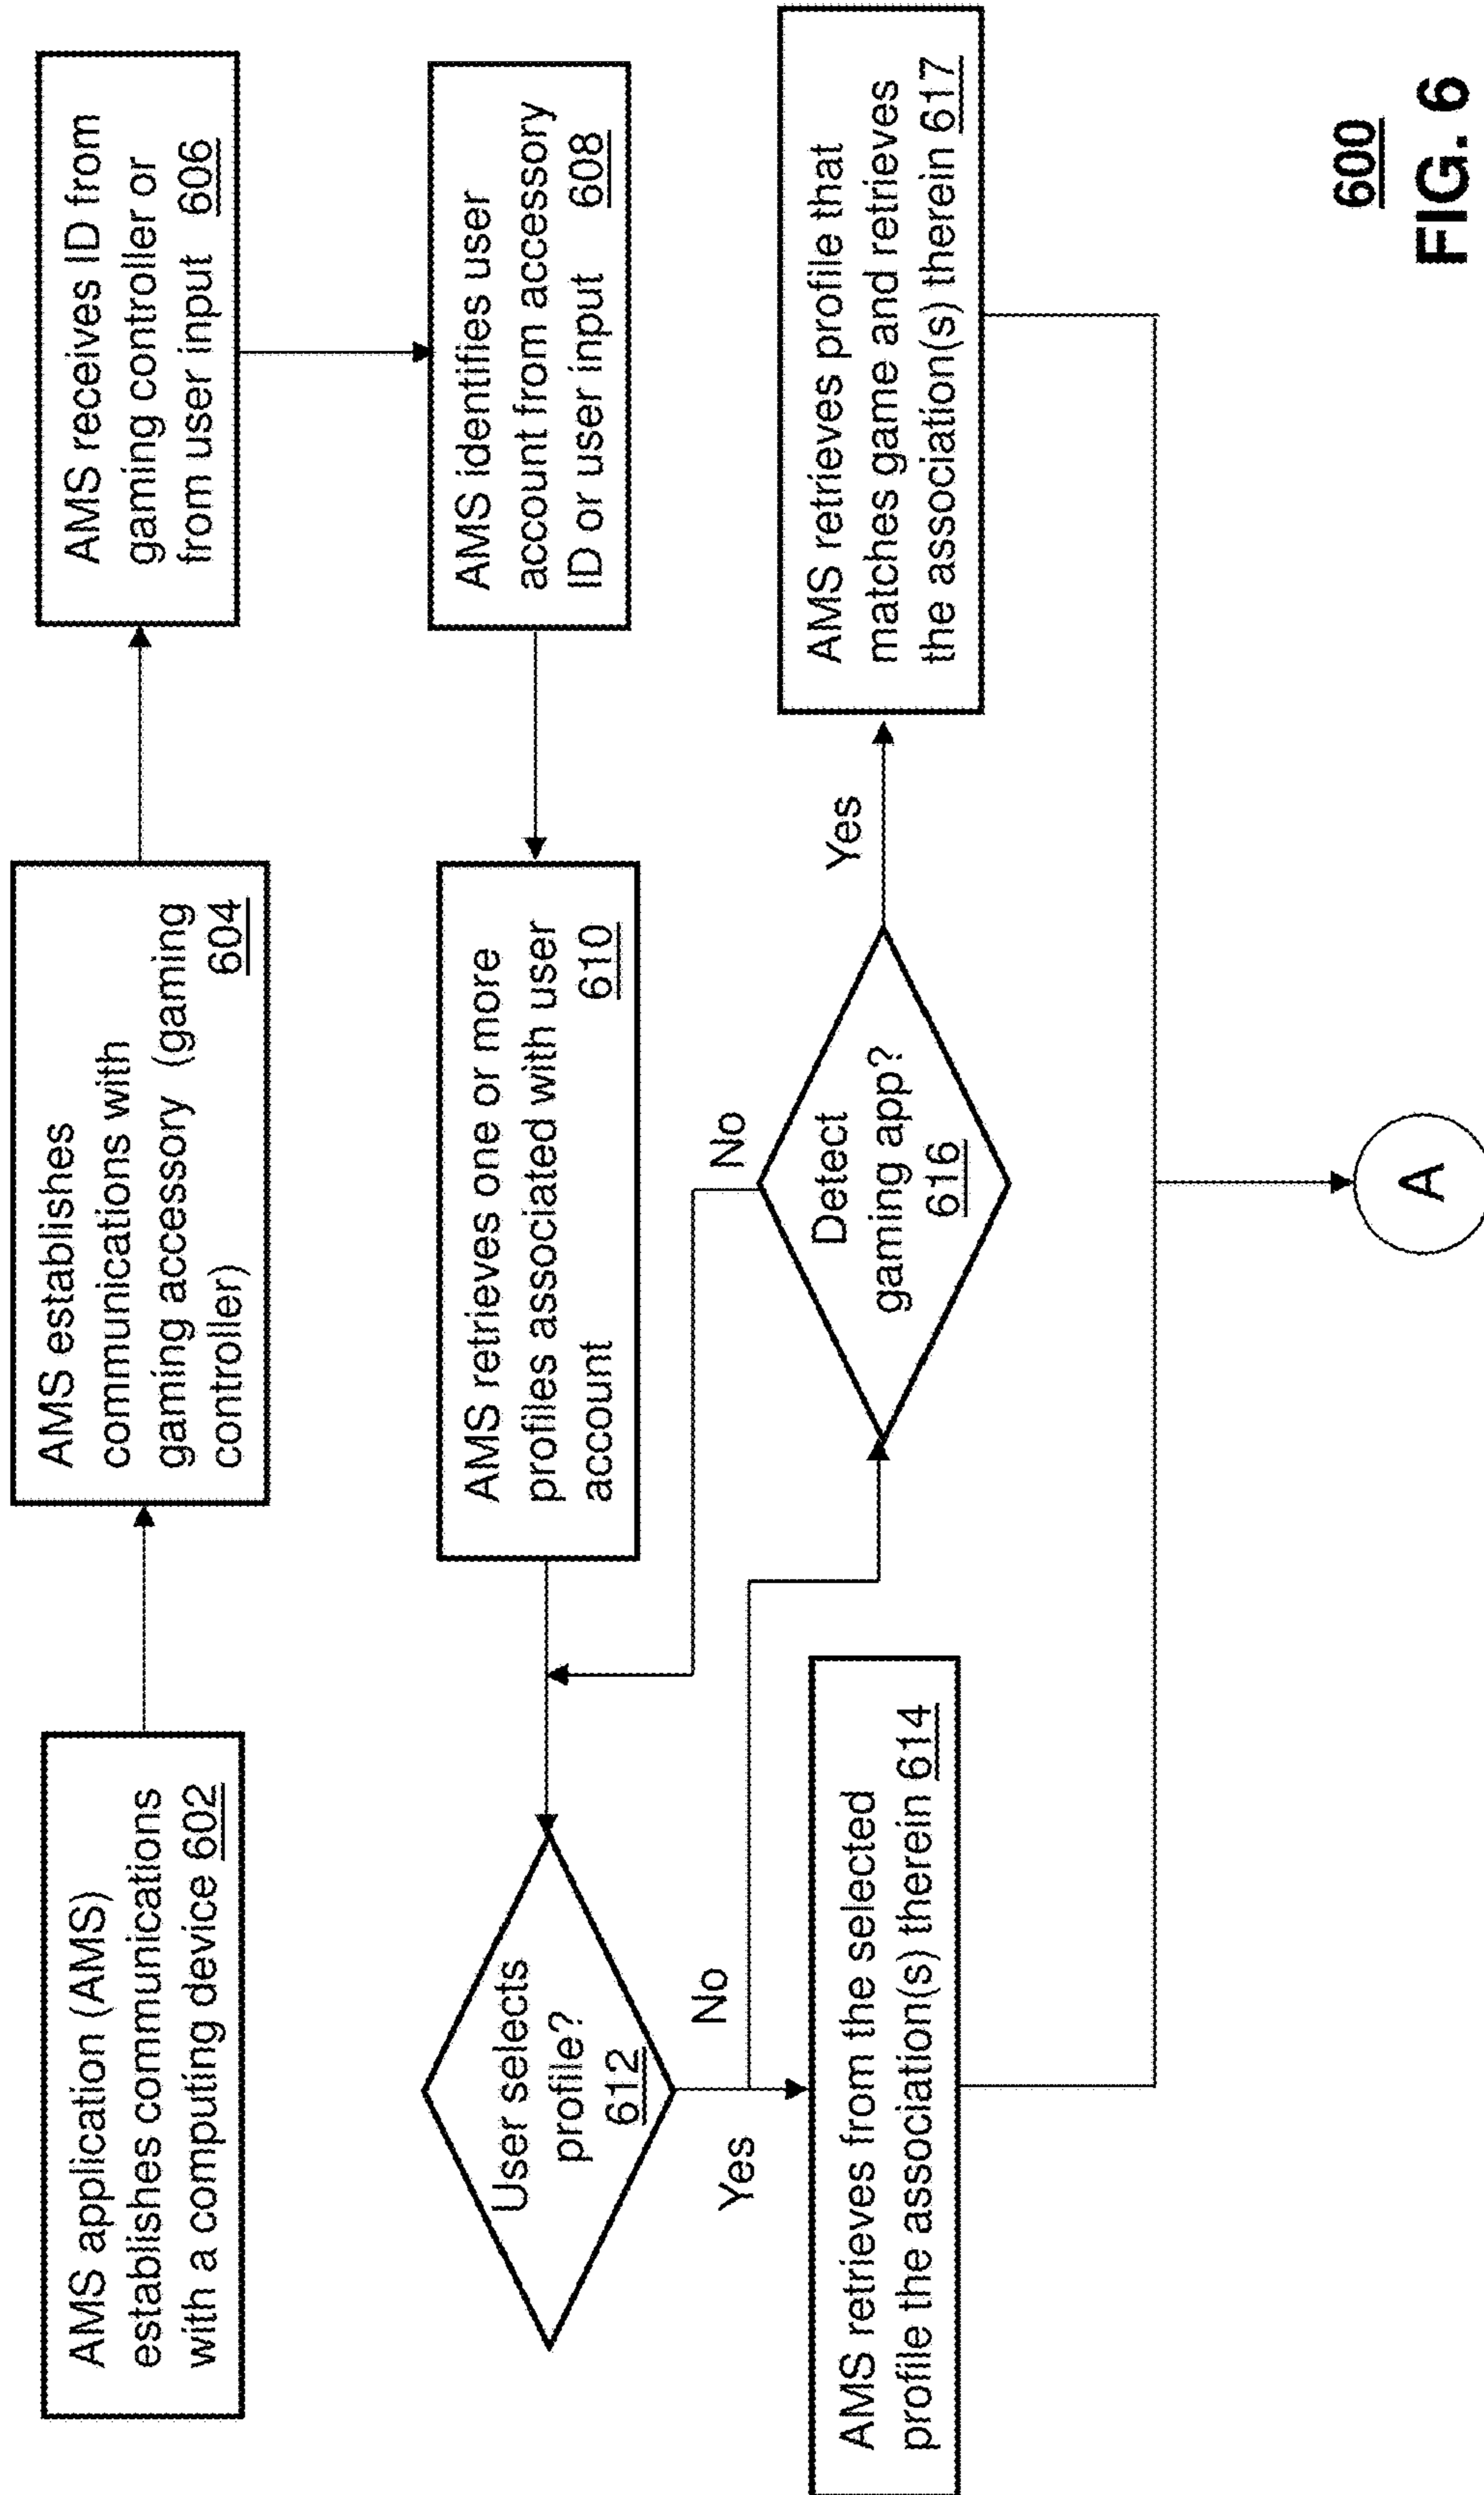 AMS application (AMS)
establishes communications
with a computing device 602
AMS establishes
communications with
gaming accessory (gaming
controller) 604
AMS receives ID from
gaming controller or
from user input 606
AMS identifies user
account from accessory
ID or user input 608
AMS retrieves one or more
profiles associated with user
account 610
User selects
profile?
612
Yes
No
AMS retrieves from the selected
profile the association(s) therein 614
Detect
gaming app?
616
No
Yes
AMS retrieves profile that
matches game and retrieves
the association(s) therein 617
A
600
FIG. 6